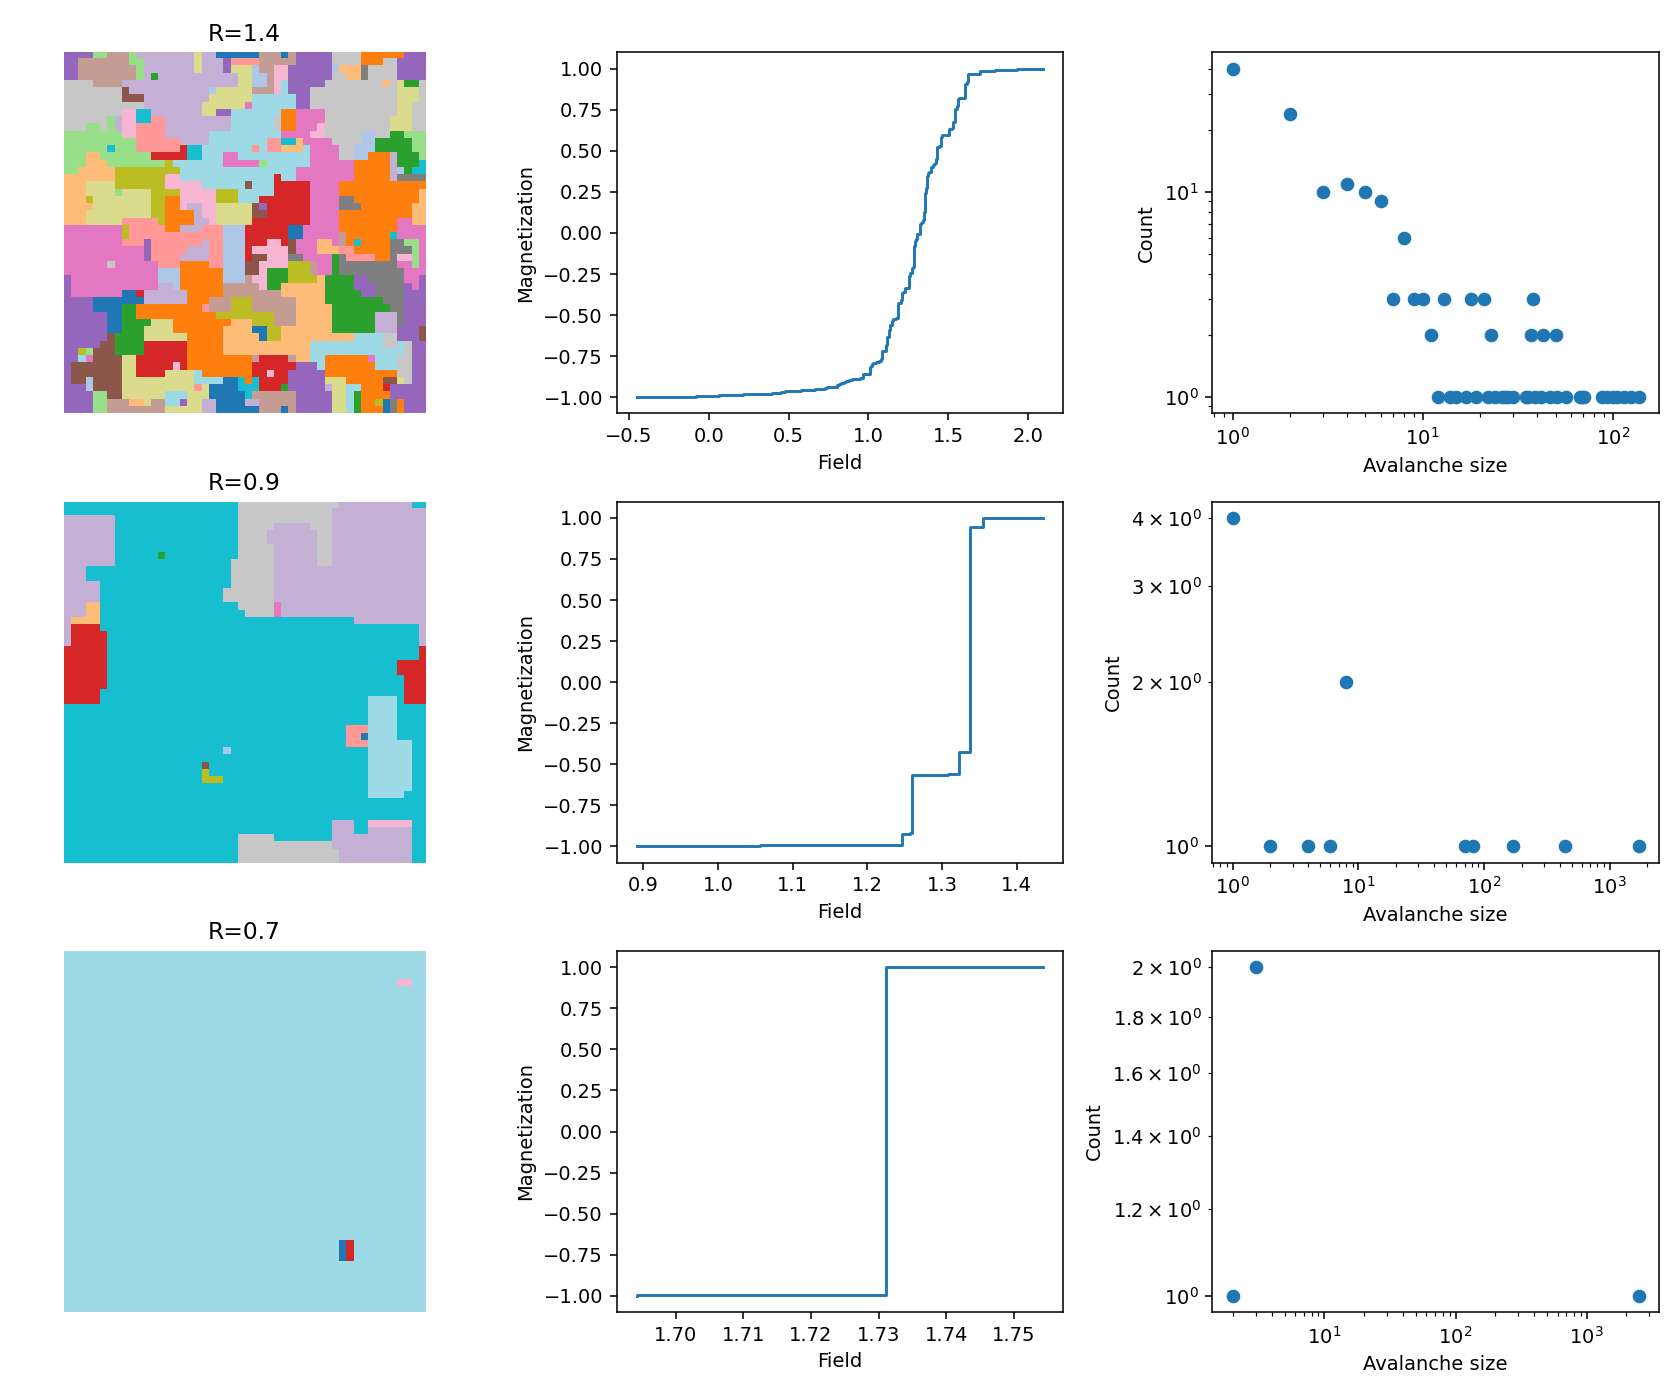 R=1.4
1.00
0.75
0.50
0.25
0.00
−0.25
−0.50
−0.75
−1.00
Magnetization
−0.5 0.0 0.5 1.0 1.5 2.0
Field
10¹
10⁰
Count
10⁰ 10¹ 10²
Avalanche size
R=0.9
1.00
0.75
0.50
0.25
0.00
−0.25
−0.50
−0.75
−1.00
Magnetization
0.9 1.0 1.1 1.2 1.3 1.4
Field
4 × 10⁰
3 × 10⁰
2 × 10⁰
10⁰
Count
10⁰ 10¹ 10² 10³
Avalanche size
R=0.7
1.00
0.75
0.50
0.25
0.00
−0.25
−0.50
−0.75
−1.00
Magnetization
1.70 1.71 1.72 1.73 1.74 1.75
Field
2 × 10⁰
1.8 × 10⁰
1.6 × 10⁰
1.4 × 10⁰
1.2 × 10⁰
10⁰
Count
10¹ 10² 10³
Avalanche size